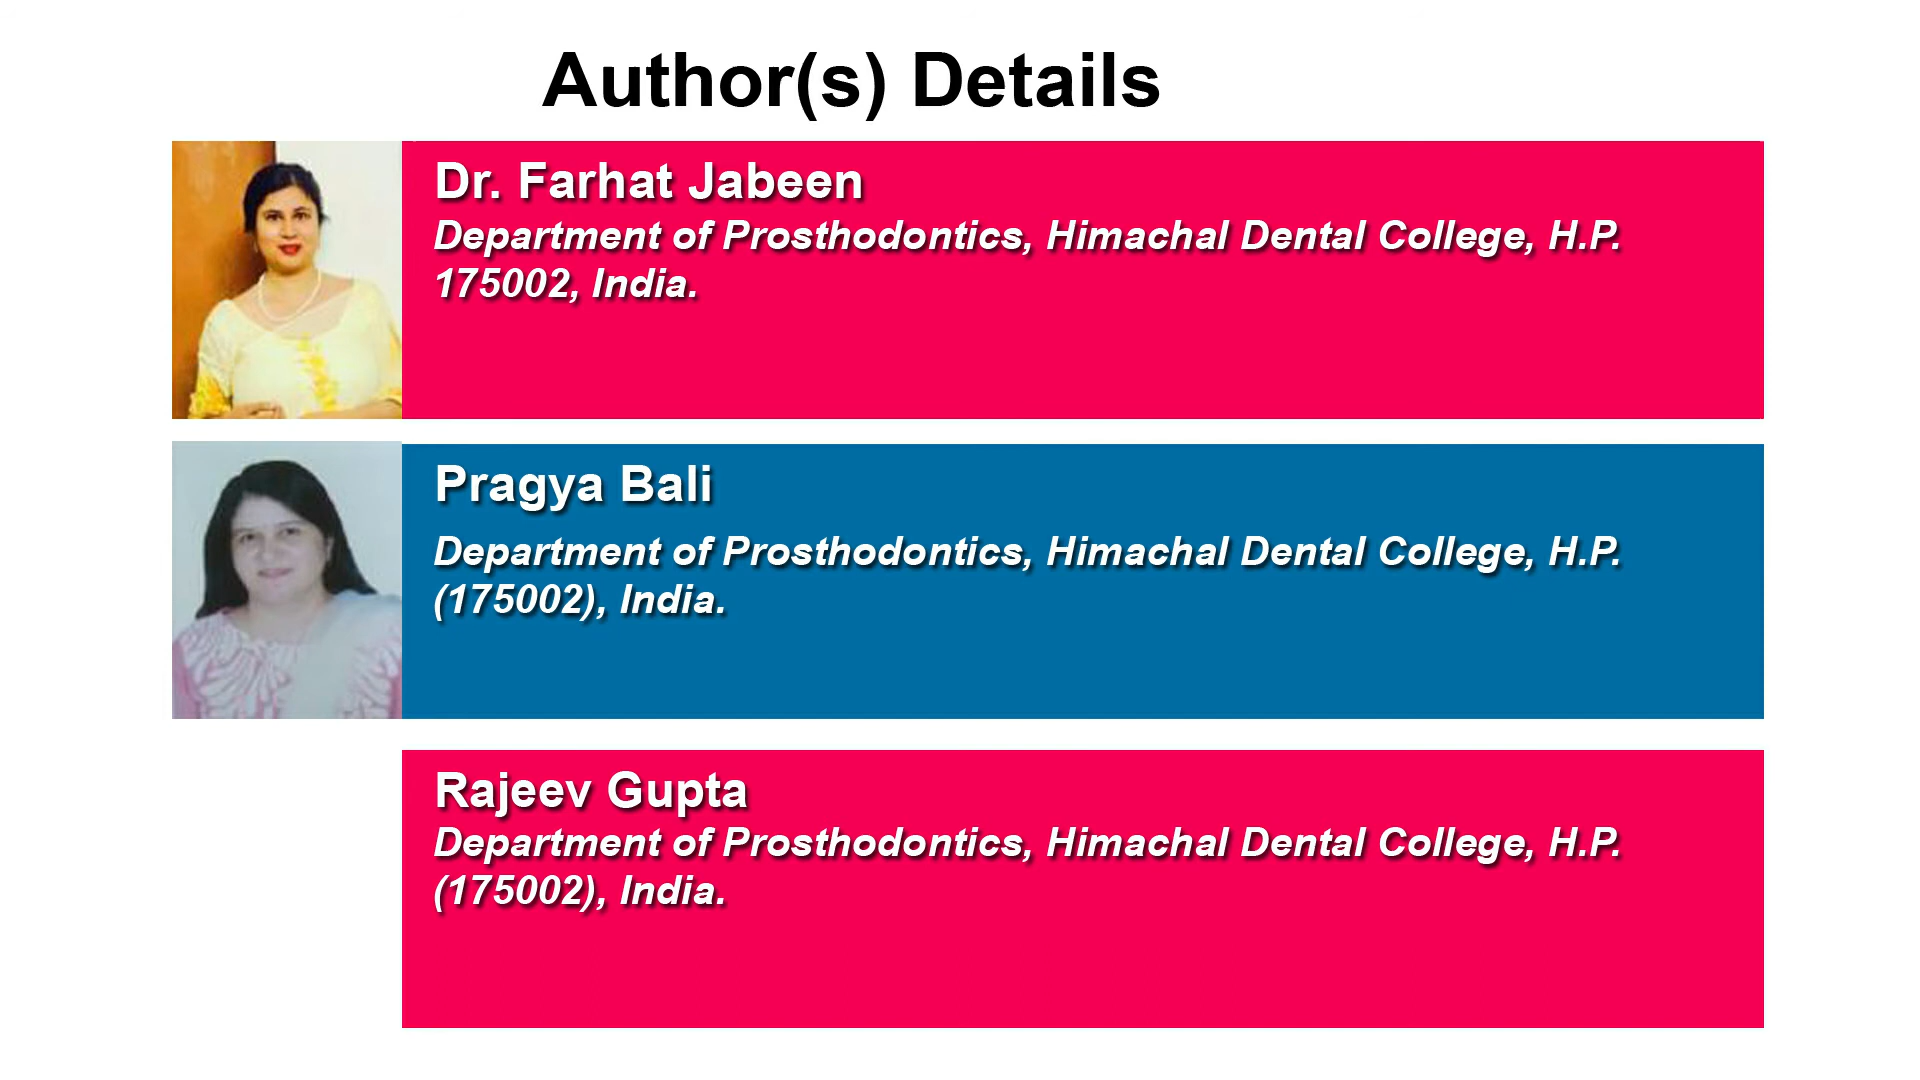 Author(s) Details
Dr. Farhat Jabeen
Department of Prosthodontics, Himachal Dental College, H.P.
175002, India.
Pragya Bali
Department of Prosthodontics, Himachal Dental College, H.P.
(175002), India.
Rajeev Gupta
Department of Prosthodontics, Himachal Dental College, H.P.
(175002), India.